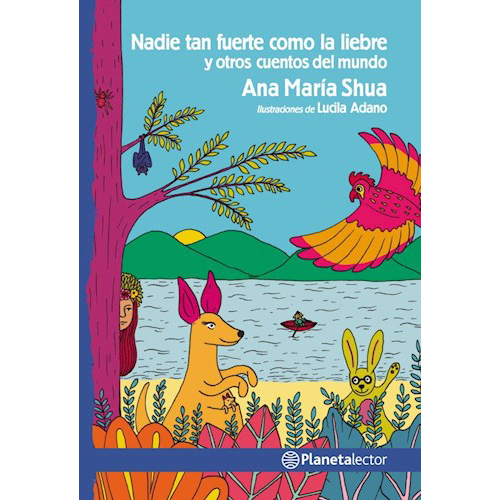 Nadie tan fuerte como la liebre
y otros cuentos del mundo
Ana María Shua
Ilustraciones de Lucila Adano
Planetalector